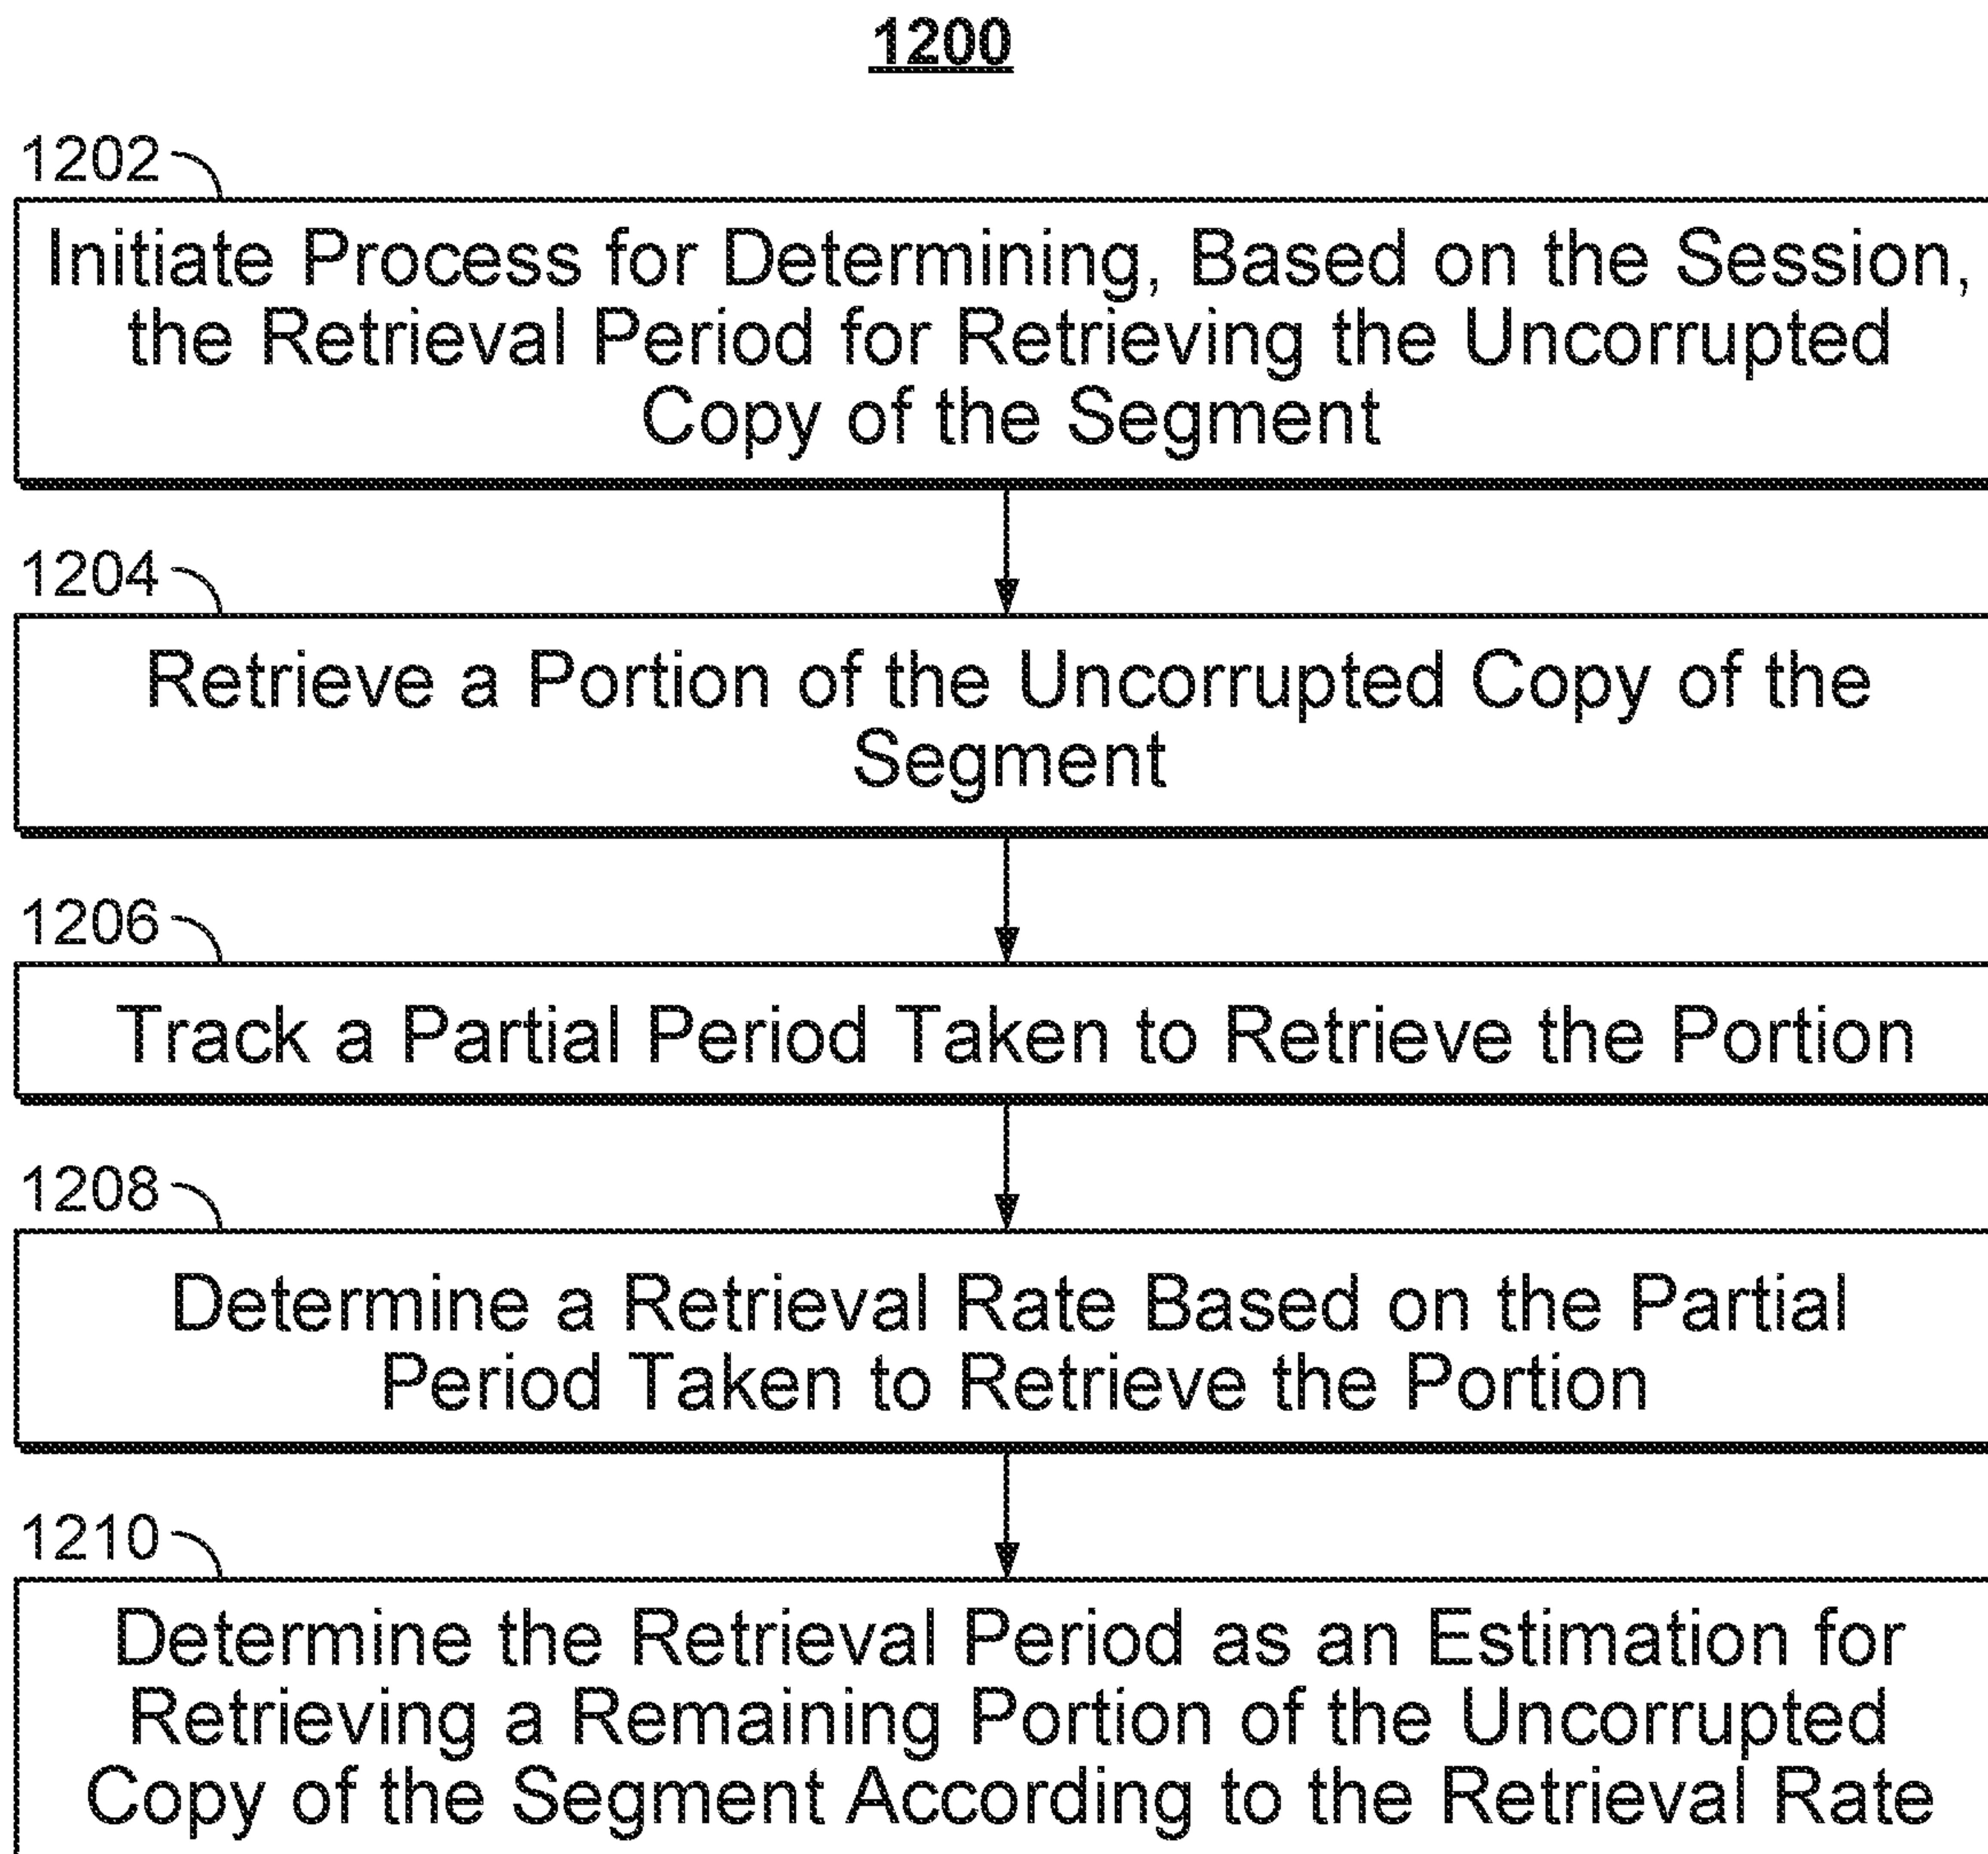 1200
1202
Initiate Process for Determining, Based on the Session,
the Retrieval Period for Retrieving the Uncorrupted
Copy of the Segment
1204
Retrieve a Portion of the Uncorrupted Copy of the
Segment
1206
Track a Partial Period Taken to Retrieve the Portion
1208
Determine a Retrieval Rate Based on the Partial
Period Taken to Retrieve the Portion
1210
Determine the Retrieval Period as an Estimation for
Retrieving a Remaining Portion of the Uncorrupted
Copy of the Segment According to the Retrieval Rate